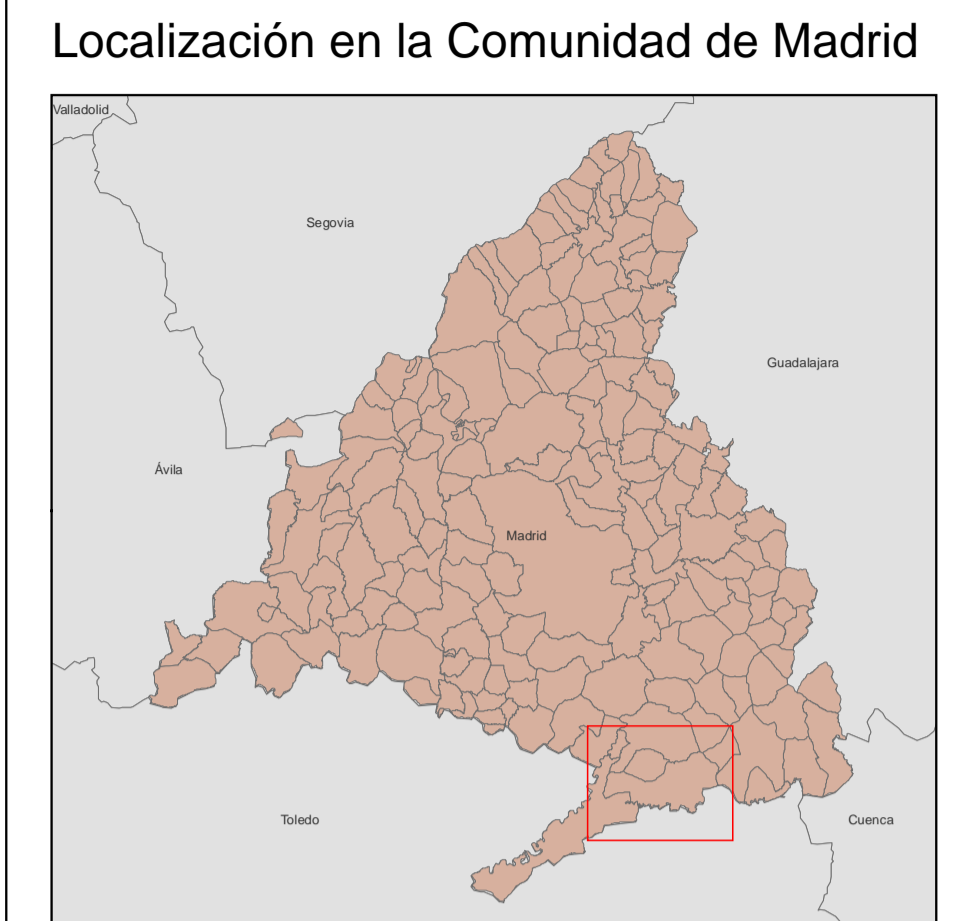 Localización en la Comunidad de Madrid
Valladolid
Segovia
Guadalajara
Ávila
Madrid
Toledo
Cuenca